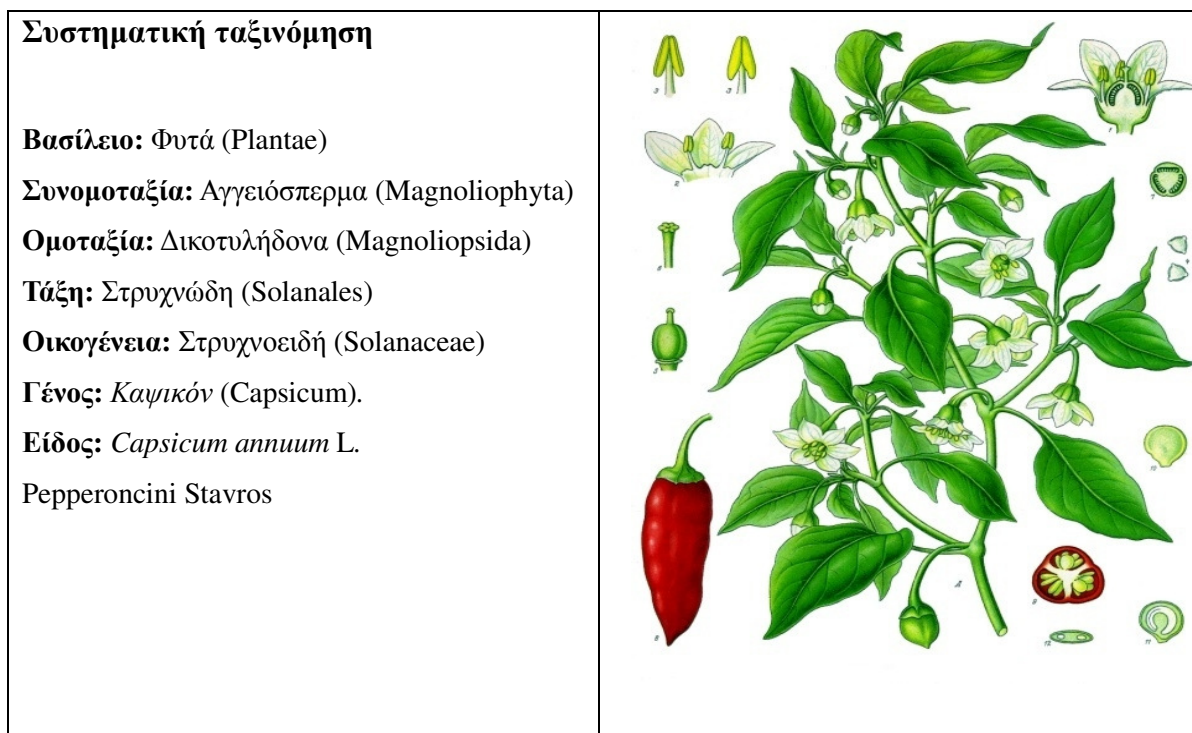 Συστηματική ταξινόμηση
Βασίλειο: Φυτά (Plantae)
Συνομοταξία: Αγγειόσπερμα (Magnoliophyta)
Ομοταξία: Δικοτυλήδονα (Magnoliopsida)
Τάξη: Στρυχνώδη (Solanales)
Οικογένεια: Στρυχνοειδή (Solanaceae)
Γένος: Καψικόν (Capsicum).
Είδος: Capsicum annuum L.
Pepperoncini Stavros